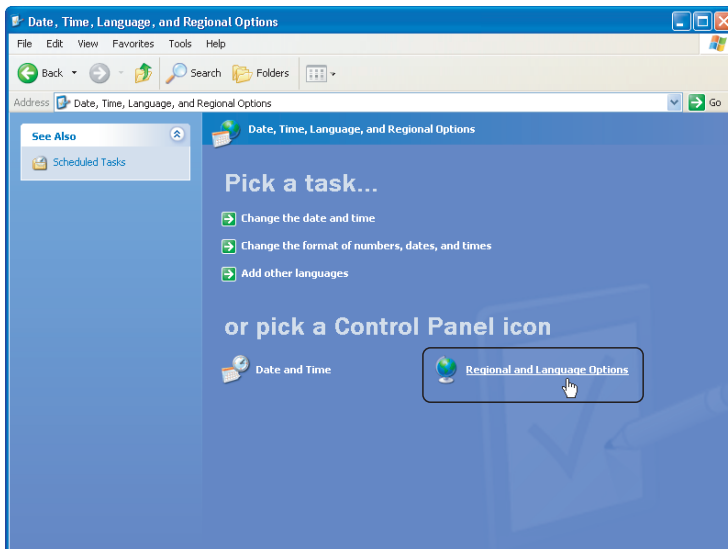 Date, Time, Language, and Regional Options
File Edit View Favorites Tools Help
Back Search Folders
Address Date, Time, Language, and Regional Options Go
See Also
Scheduled Tasks
Date, Time, Language, and Regional Options
Pick a task...
Change the date and time
Change the format of numbers, dates, and times
Add other languages
or pick a Control Panel icon
Date and Time Regional and Language Options